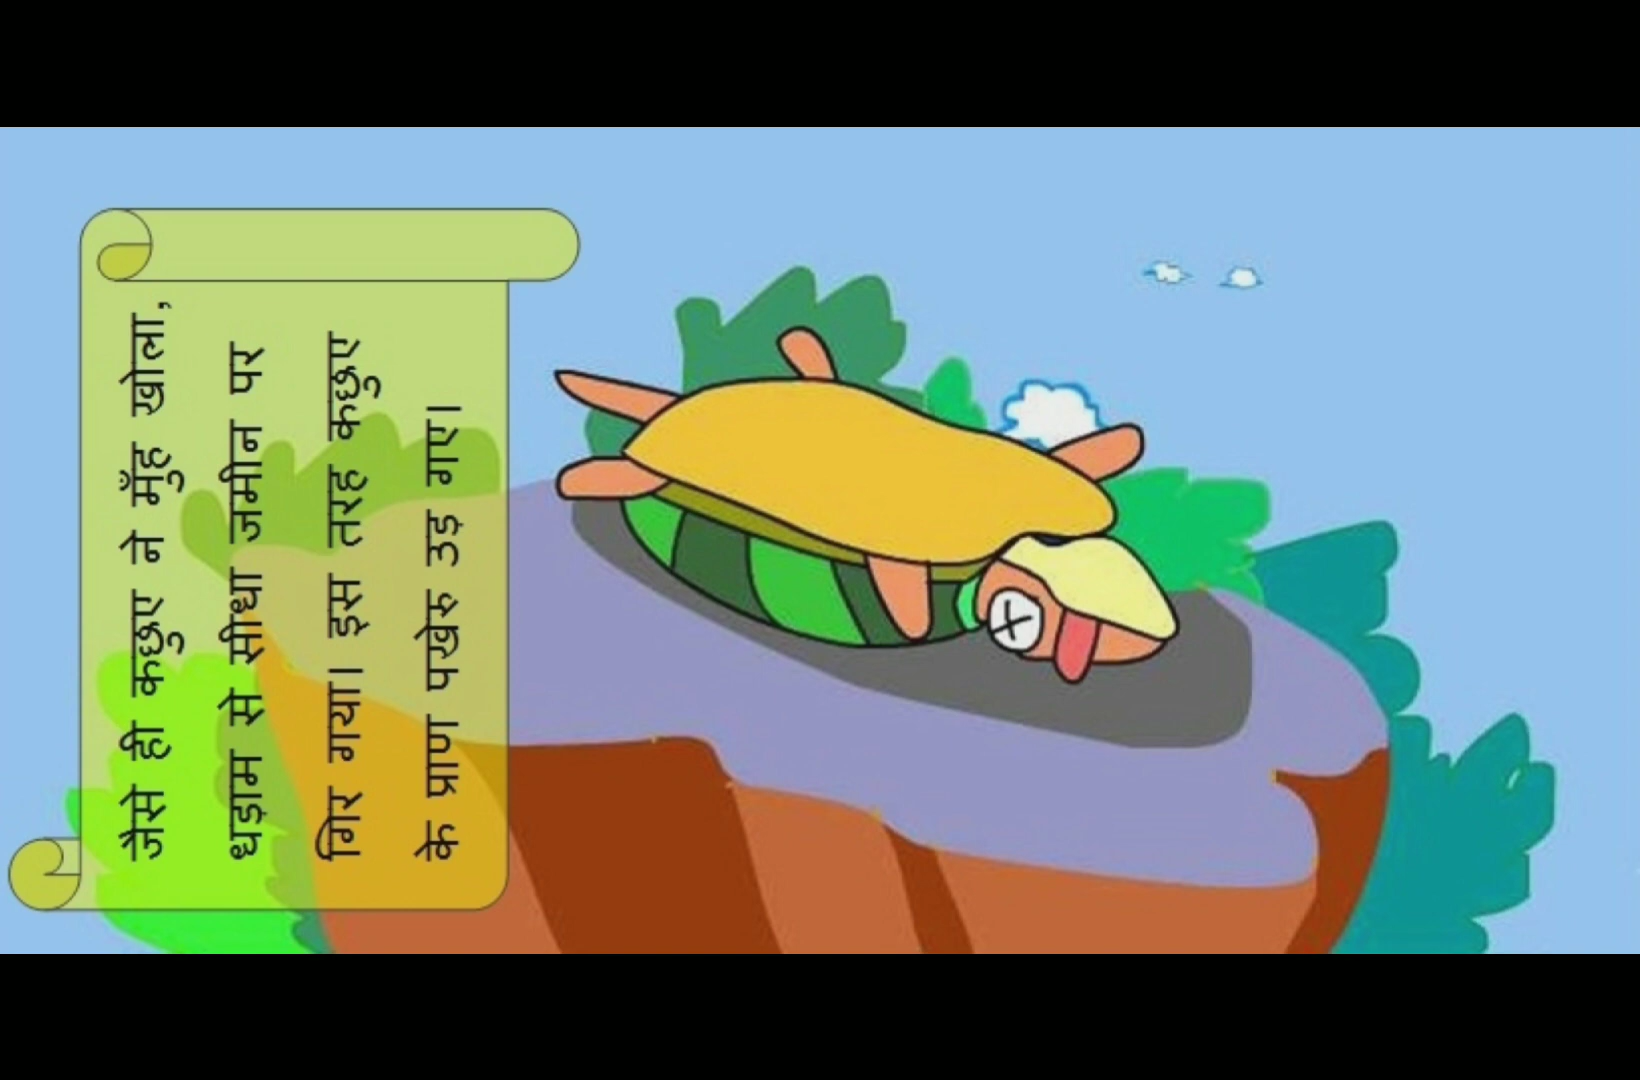 जैसे ही कछुए ने मुँह खोला,
धड़ाम से सीधा जमीन पर
गिर गया। इस तरह कछुए
के प्राण पखेरु उड़ गए।